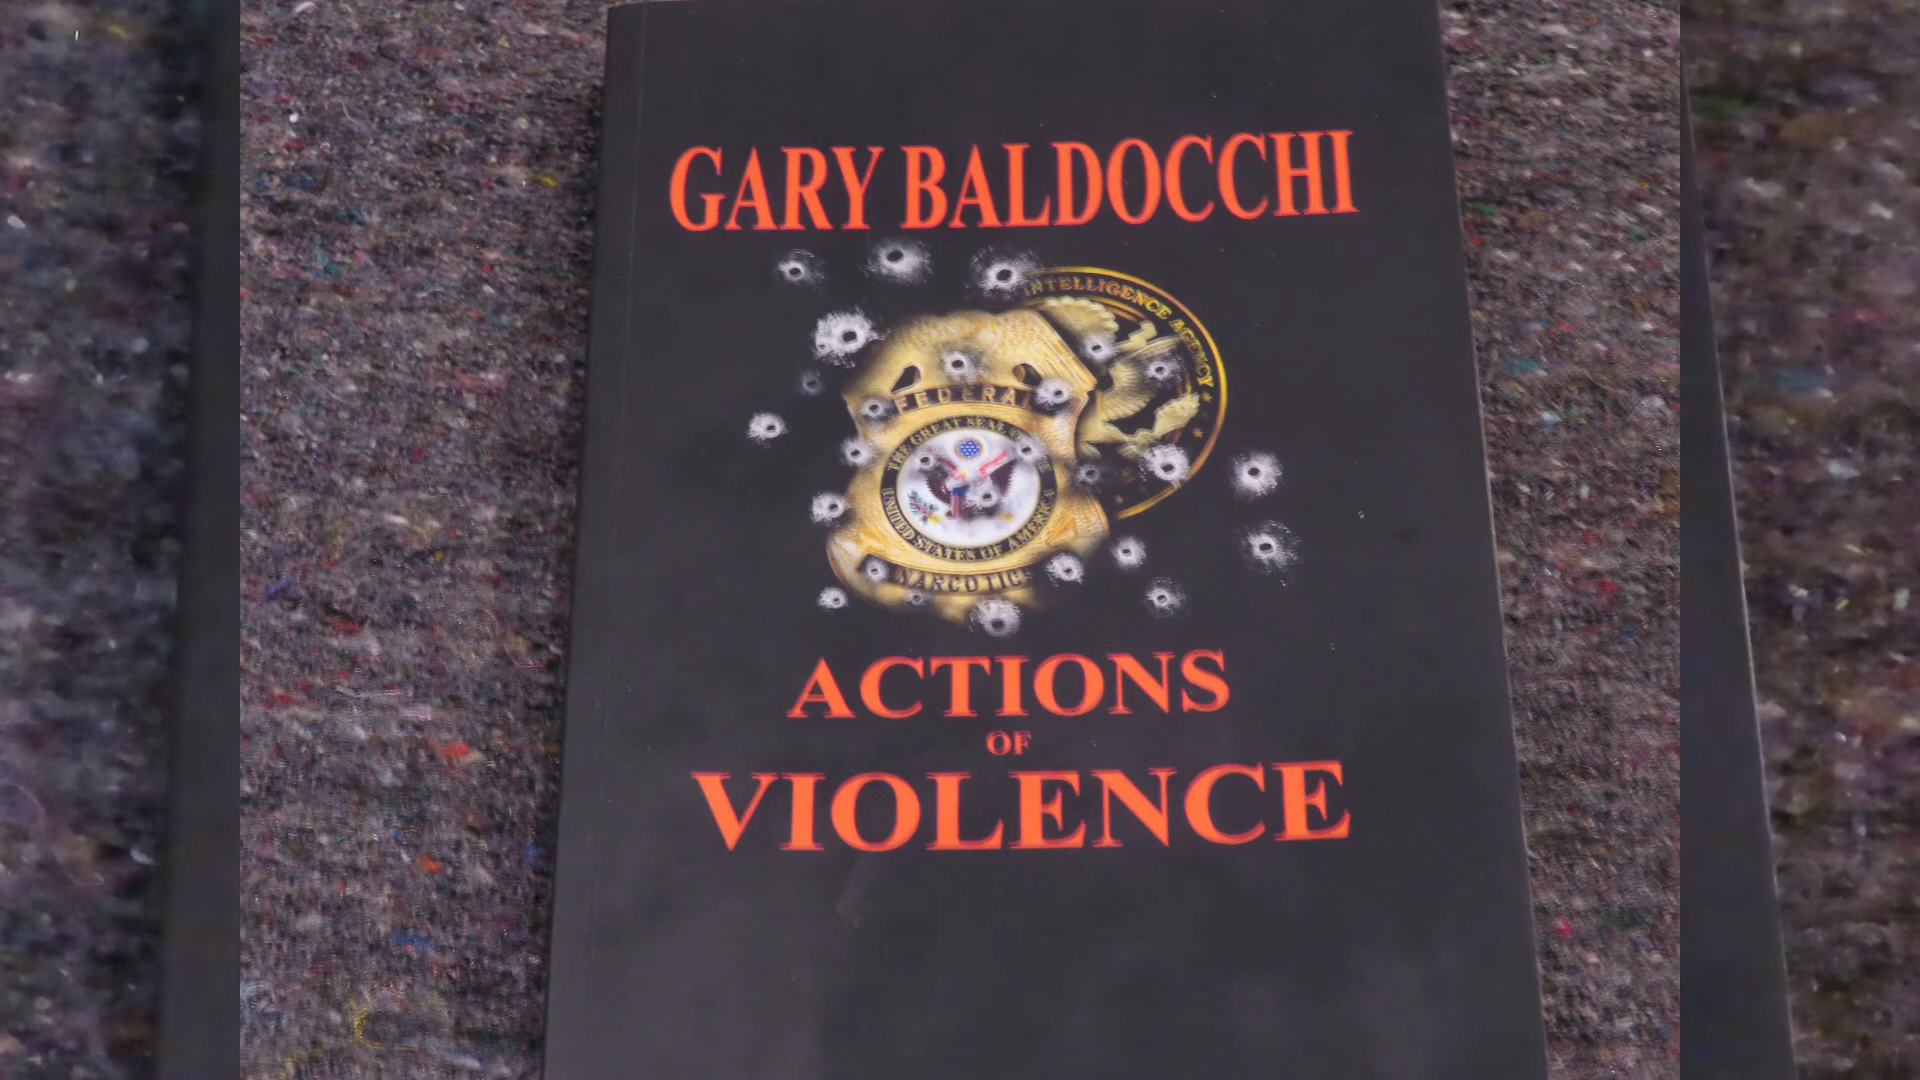 GARY BALDOCCHI
INTELLIGENCE AGENCY
FEDERAL
THE GREAT SEAL OF THE
UNITED STATES OF AMERICA
NARCOTICS
ACTIONS
OF
VIOLENCE